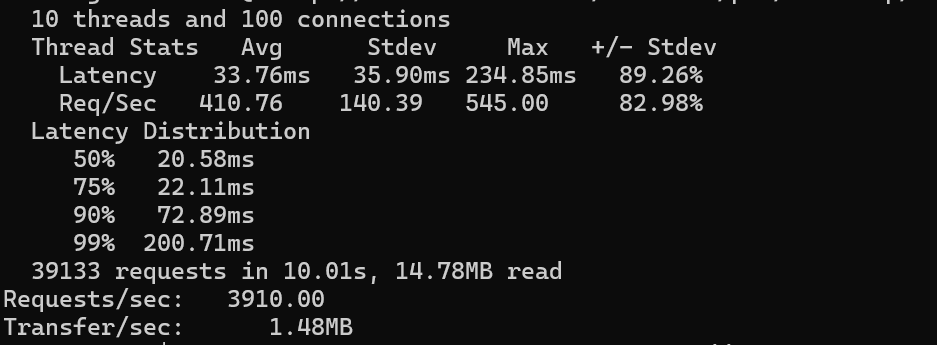 10 threads and 100 connections
Thread Stats   Avg      Stdev     Max   +/- Stdev
Latency    33.76ms   35.90ms 234.85ms   89.26%
Req/Sec   410.76    140.39   545.00     82.98%
Latency Distribution
50%   20.58ms
75%   22.11ms
90%   72.89ms
99%  200.71ms
39133 requests in 10.01s, 14.78MB read
Requests/sec:   3910.00
Transfer/sec:      1.48MB